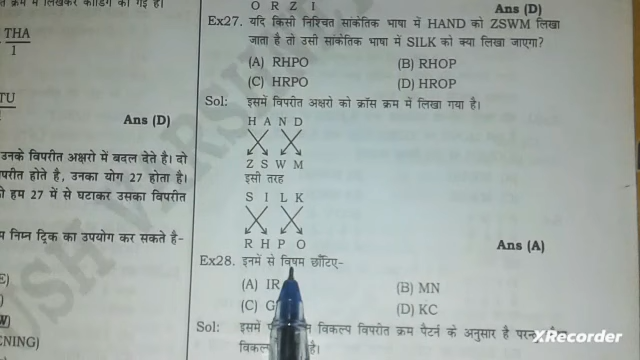 THA
I
TU
Ans (D)
उनके विपरीत अक्षरो में बदल देते है। दो
परीत होते है, उनका योग 27 होता है।
हम 27 में से घटाकर उसका विपरीत
निम्न ट्रिक का उपयोग कर सकते है-
O R Z I
Ans (D)
Ex27. यदि किसी निश्चित सांकेतिक भाषा में HAND को ZSWM लिखा
जाता है तो उसी सांकेतिक भाषा में SILK को क्या लिखा जाएगा?
(A) RHPO (B) RHOP
(C) HRPO (D) HROP
Sol: इसमें विपरीत अक्षरो को क्रॉस क्रम में लिखा गया है।
H A N D
Z S W M
इसी तरह
S I L K
R H P O
Ans (A)
Ex28. इनमें से विषम छाँटिए-
(A) IR (B) MN
(C) G (D) KC
Sol: इसमें विकल्प विपरीत क्रम पैटर्न के अनुसार है
है।
XRecorder